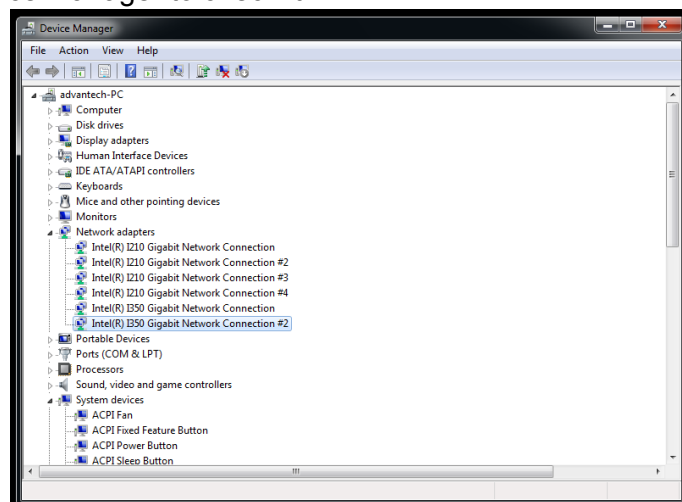 Device Manager
File Action View Help
advantech-PC
Computer
Disk drives
Display adapters
Human Interface Devices
IDE ATA/ATAPI controllers
Keyboards
Mice and other pointing devices
Monitors
Network adapters
Intel(R) I210 Gigabit Network Connection
Intel(R) I210 Gigabit Network Connection #2
Intel(R) I210 Gigabit Network Connection #3
Intel(R) I210 Gigabit Network Connection #4
Intel(R) I350 Gigabit Network Connection
Intel(R) I350 Gigabit Network Connection #2
Portable Devices
Ports (COM & LPT)
Processors
Sound, video and game controllers
System devices
ACPI Fan
ACPI Fixed Feature Button
ACPI Power Button
ACPI Sleep Button